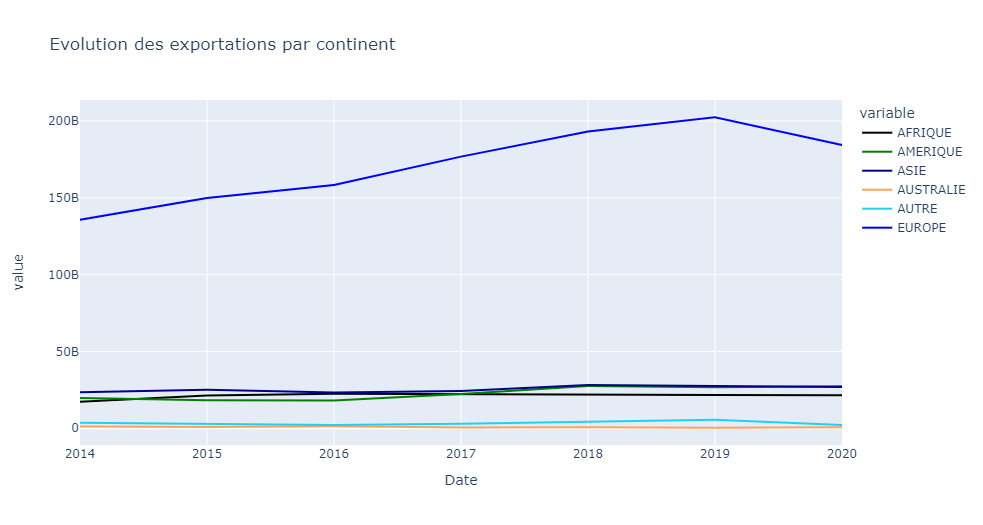 Evolution des exportations par continent
variable
AFRIQUE
AMERIQUE
ASIE
AUSTRALIE
AUTRE
EUROPE
value
200B
150B
100B
50B
0
2014 2015 2016 2017 2018 2019 2020
Date